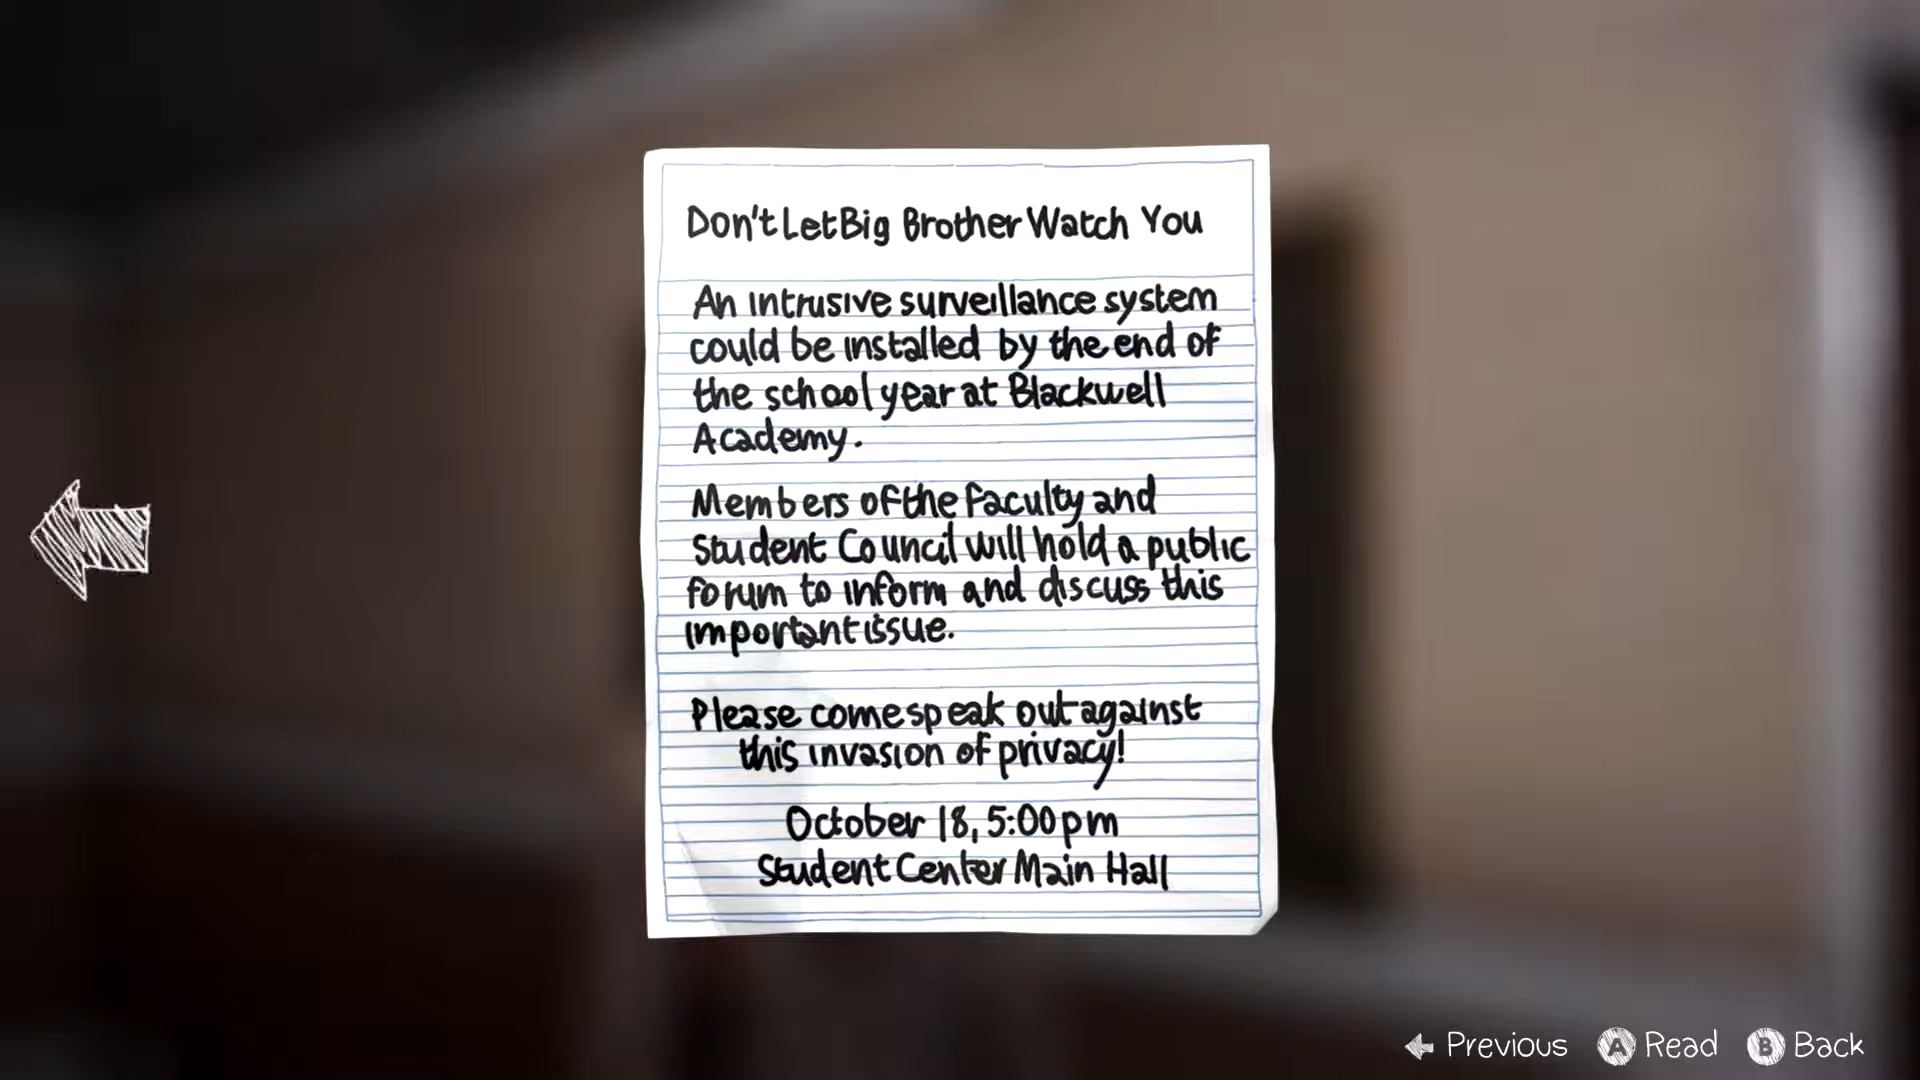 Don't Let Big Brother Watch You
An intrusive surveillance system
could be installed by the end of
the school year at Blackwell
Academy.
Members of the faculty and
Student Council will hold a public
forum to inform and discuss this
important issue.
Please come speak out against
this invasion of privacy!
October 18, 5:00pm
Student Center Main Hall
Previous A Read B Back